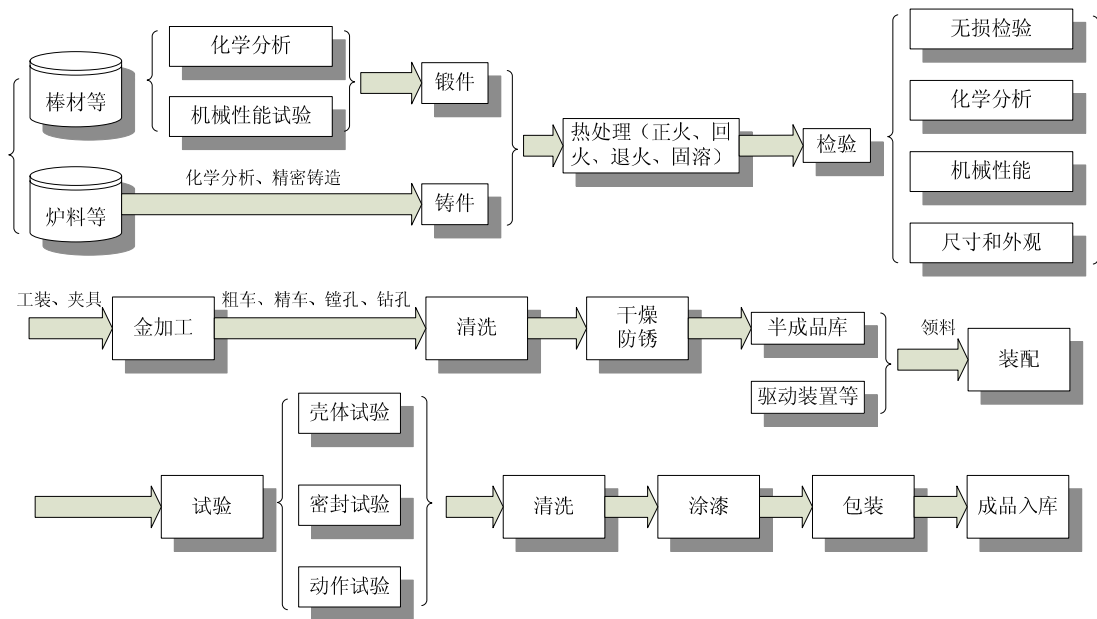 棒材等
化学分析
机械性能试验
锻件
炉料等
化学分析、精密铸造
铸件
热处理（正火、回
火、退火、固溶）
检验
无损检验
化学分析
机械性能
尺寸和外观
工装、夹具
金加工
粗车、精车、镗孔、钻孔
清洗
干燥
防锈
半成品库
驱动装置等
领料
装配
试验
壳体试验
密封试验
动作试验
清洗
涂漆
包装
成品入库